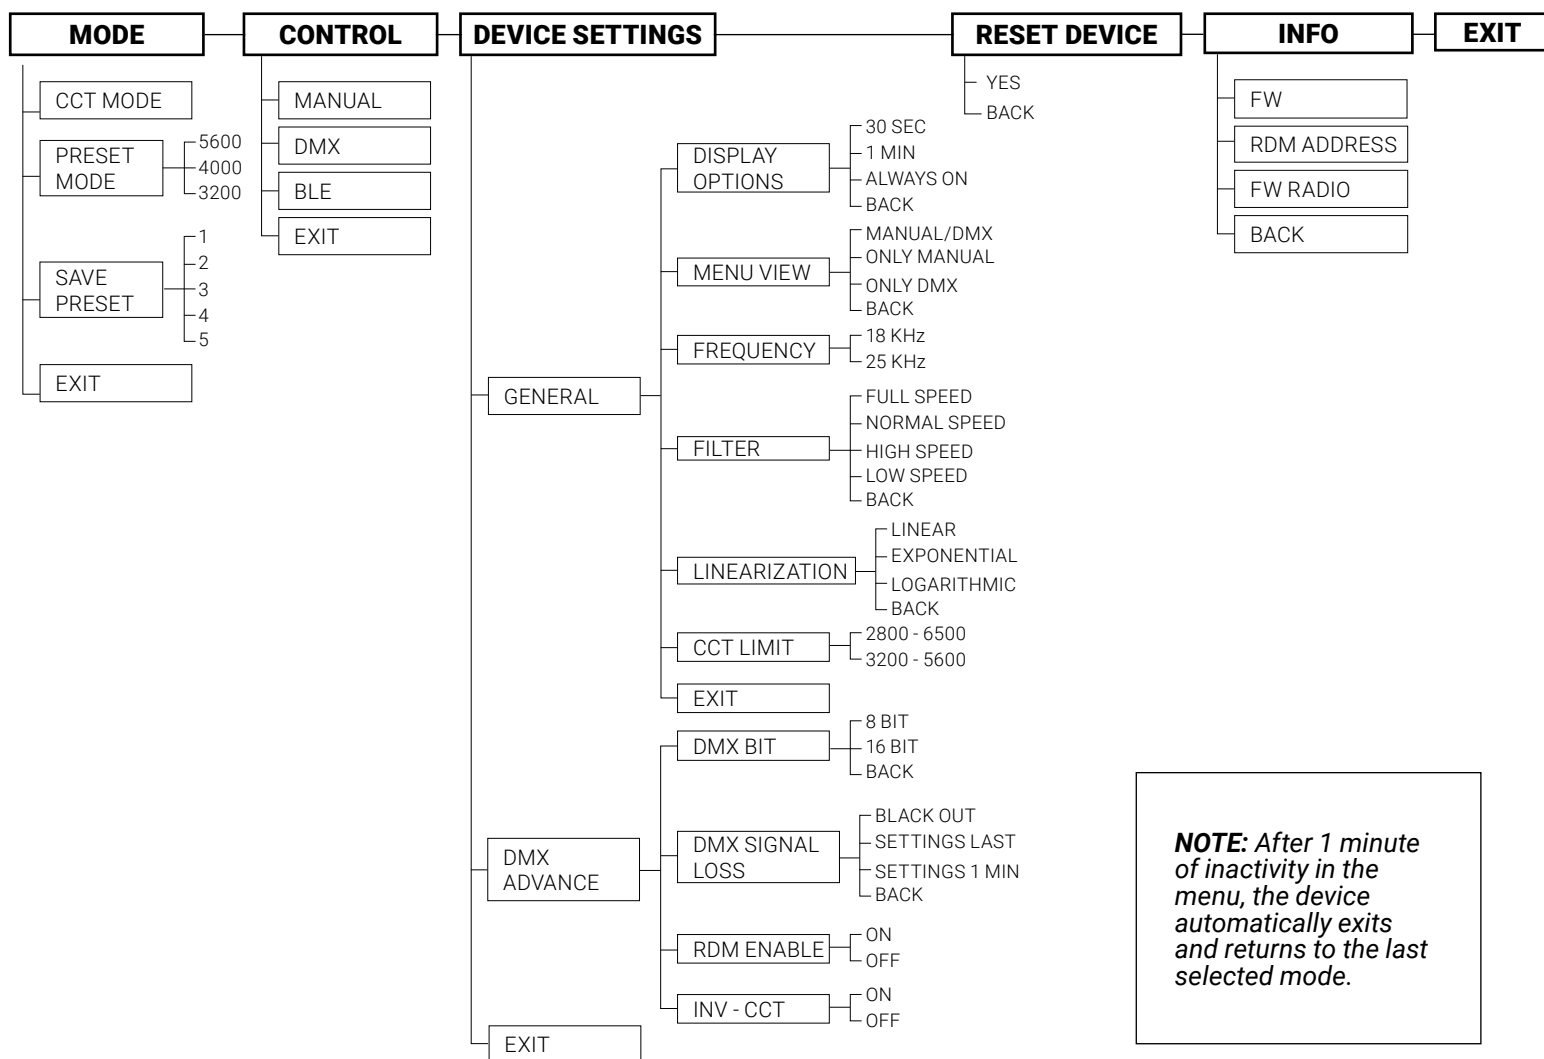 MODE
CONTROL
DEVICE SETTINGS
RESET DEVICE
INFO
EXIT
CCT MODE
PRESET
MODE
5600
4000
3200
SAVE
PRESET
1
2
3
4
5
EXIT
MANUAL
DMX
BLE
EXIT
GENERAL
DISPLAY
OPTIONS
30 SEC
1 MIN
ALWAYS ON
BACK
MENU VIEW
MANUAL/DMX
ONLY MANUAL
ONLY DMX
BACK
FREQUENCY
18 KHz
25 KHz
FILTER
FULL SPEED
NORMAL SPEED
HIGH SPEED
LOW SPEED
BACK
LINEARIZATION
LINEAR
EXPONENTIAL
LOGARITHMIC
BACK
CCT LIMIT
2800 - 6500
3200 - 5600
EXIT
DMX
ADVANCE
DMX BIT
8 BIT
16 BIT
BACK
DMX SIGNAL
LOSS
BLACK OUT
SETTINGS LAST
SETTINGS 1 MIN
BACK
RDM ENABLE
ON
OFF
INV - CCT
ON
OFF
EXIT
YES
BACK
FW
RDM ADDRESS
FW RADIO
BACK
NOTE: After 1 minute
of inactivity in the
menu, the device
automatically exits
and returns to the last
selected mode.